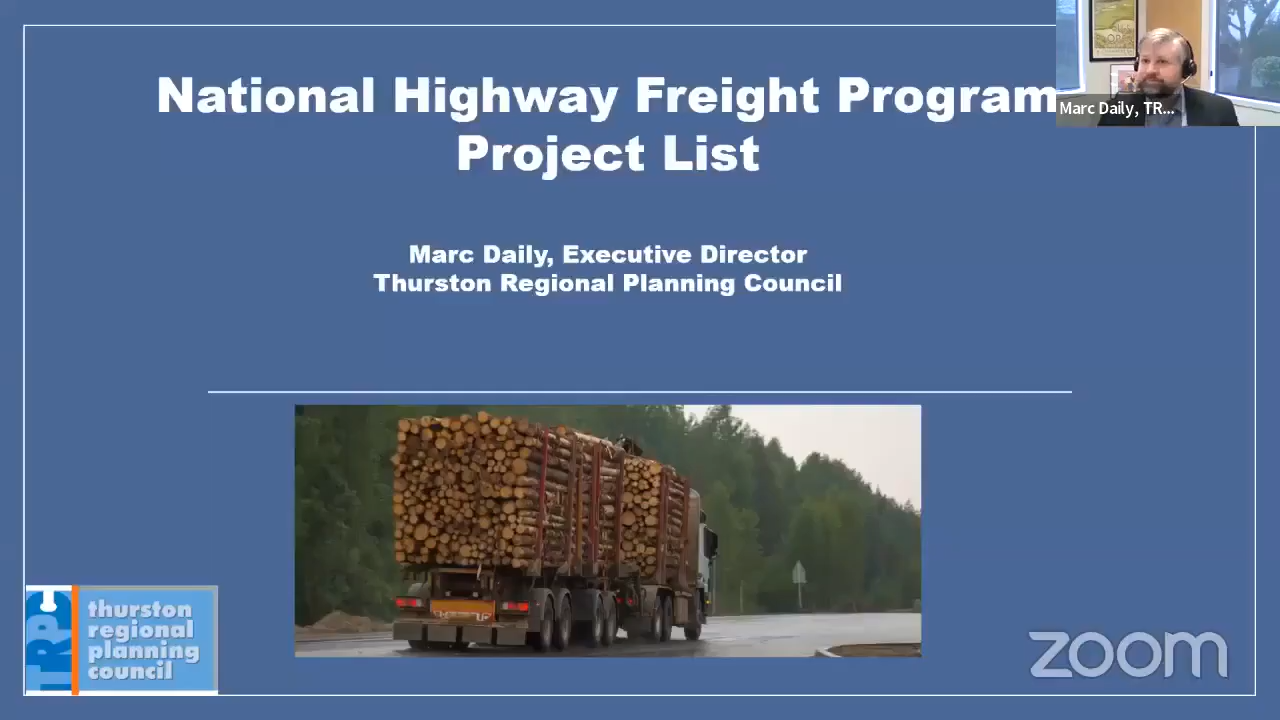 National Highway Freight Program
Project List
Marc Daily, TR...
Marc Daily, Executive Director
Thurston Regional Planning Council
TRPC
thurston
regional
planning
council
zoom